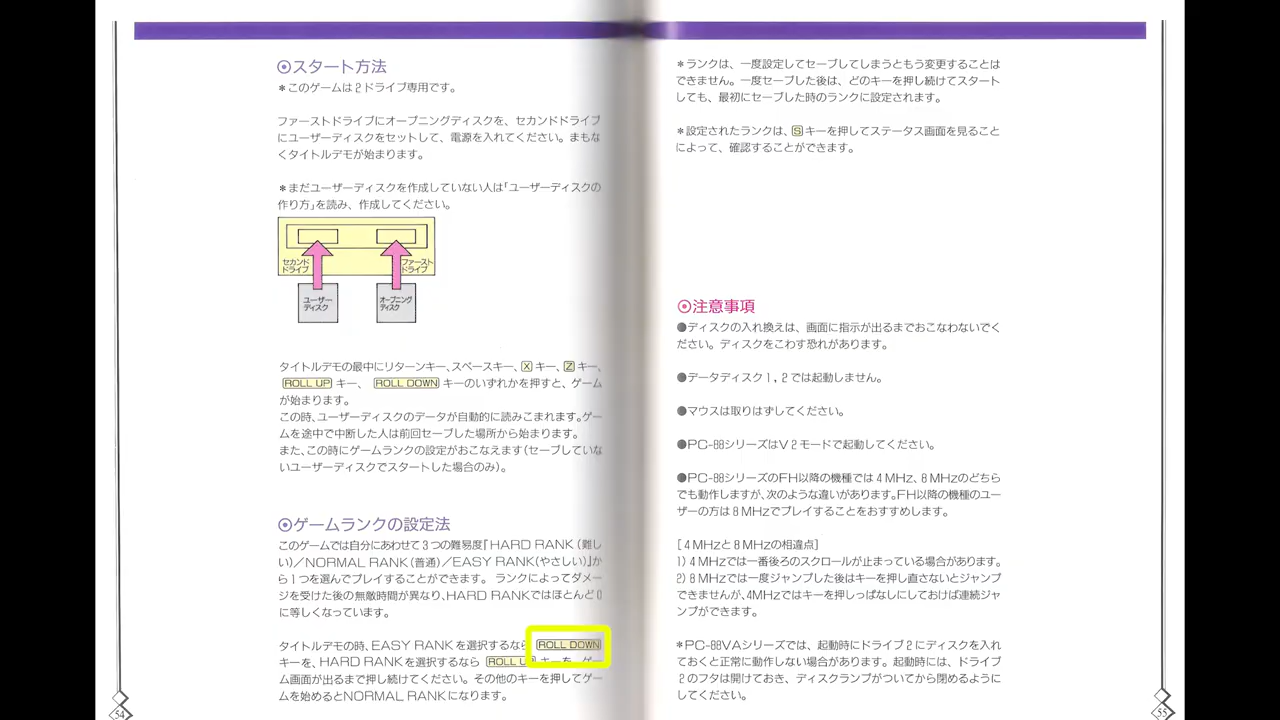 スタート方法
＊このゲームは2ドライブ専用です。
ファーストドライブにオープニングディスクを、セカンドドライブ
にユーザーディスクをセットして、電源を入れてください。まもな
くタイトルデモが始まります。
＊まだユーザーディスクを作成していない人は「ユーザーディスクの
作り方」を読み、作成してください。
セカンド
ドライブ
ファースト
ドライブ
ユーザー
ディスク
オープニング
ディスク
タイトルデモの最中にリターンキー、スペースキー、Xキー、Zキー、
ROLL UPキー、ROLL DOWNキーのいずれかを押すと、ゲーム
が始まります。
この時、ユーザーディスクのデータが自動的に読みこまれます。ゲー
ムを途中で中断した人は前回セーブした場所から始まります。
また、この時にゲームランクの設定がおこなえます（セーブしていな
いユーザーディスクでスタートした場合のみ）。
ゲームランクの設定法
このゲームでは自分にあわせて3つの難易度『HARD RANK（難し
い）／NORMAL RANK（普通）／EASY RANK（やさしい）』か
ら1つを選んでプレイすることができます。ランクによってダメー
ジを受けた後の無敵時間が異なり、HARD RANKではほとんど0
に等しくなっています。
タイトルデモの時、EASY RANKを選択するなら ROLL DOWN
キーを、HARD RANKを選択するなら ROLL UP キーを、ゲー
ム画面が出るまで押し続けてください。その他のキーを押してゲー
ムを始めるとNORMAL RANKになります。
54
＊ランクは、一度設定してセーブしてしまうともう変更することは
できません。一度セーブした後は、どのキーを押し続けてスタート
しても、最初にセーブした時のランクに設定されます。
＊設定されたランクは、Sキーを押してステータス画面を見ること
によって、確認することができます。
注意事項
●ディスクの入れ換えは、画面に指示が出るまでおこなわないでく
ださい。ディスクをこわす恐れがあります。
●データディスク1，2では起動しません。
●マウスは取りはずしてください。
●PC-88シリーズはV2モードで起動してください。
●PC-88シリーズのFH以降の機種では4MHz、8MHzのどちら
でも動作しますが、次のような違いがあります。FH以降の機種のユー
ザーの方は8MHzでプレイすることをおすすめします。
［4MHzと8MHzの相違点］
1）4MHzでは一番後ろのスクロールが止まっている場合があります。
2）8MHzでは一度ジャンプした後はキーを押し直さないとジャンプ
できませんが、4MHzではキーを押しっぱなしにしておけば連続ジャ
ンプができます。
＊PC-88VAシリーズでは、起動時にドライブ2にディスクを入れ
ておくと正常に動作しない場合があります。起動時には、ドライブ
2のフタは開けておき、ディスクランプがついてから閉めるように
してください。
55